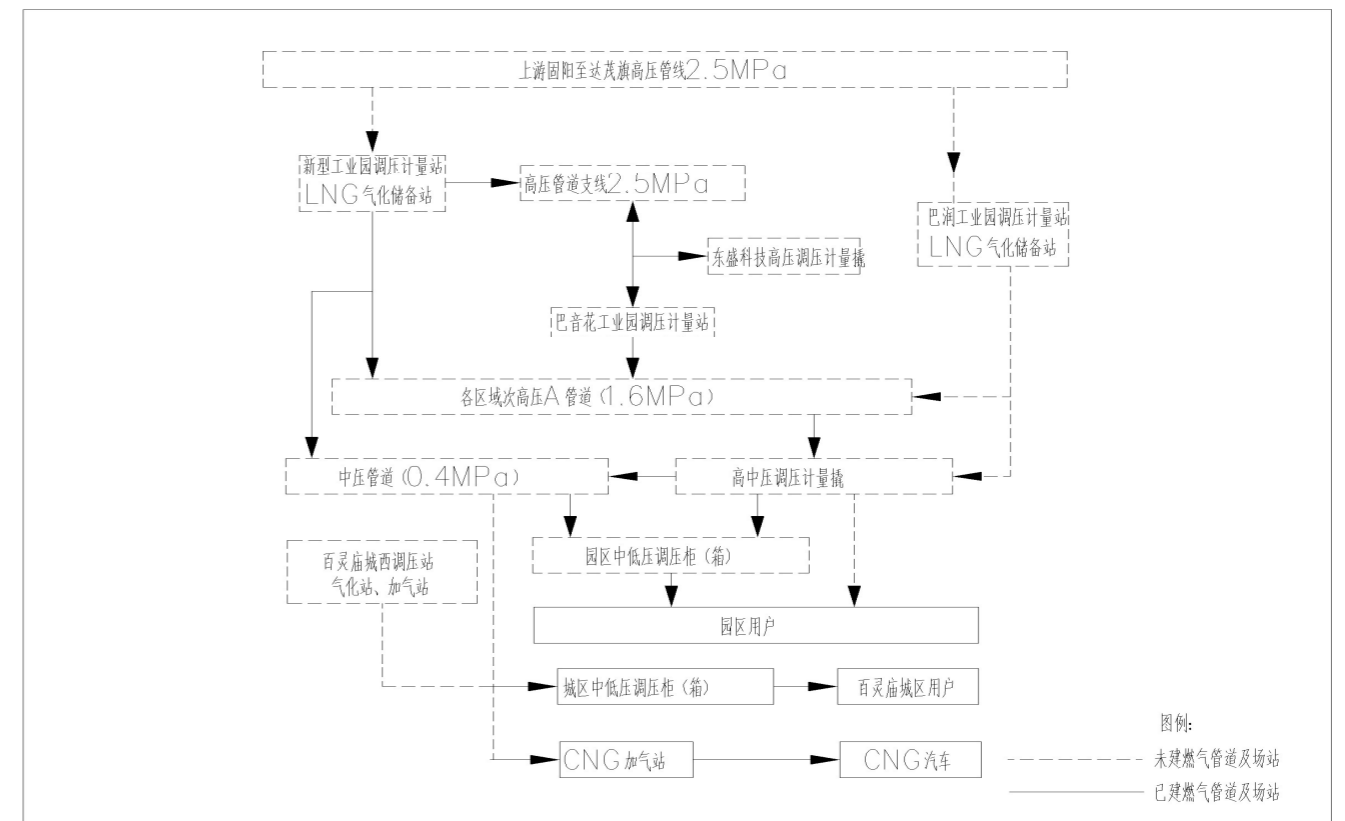 上游固阳至达茂旗高压管线2.5MPa
新型工业园调压计量站
LNG气化储备站
高压管道支线2.5MPa
巴润工业园调压计量站
LNG气化储备站
东盛科技高压调压计量撬
巴音花工业园调压计量站
各区域次高压A管道(1.6MPa)
中压管道(0.4MPa)
高中压调压计量撬
百灵庙城西调压站
气化站、加气站
园区中低压调压柜(箱)
园区用户
城区中低压调压柜(箱)
百灵庙城区用户
CNG加气站
CNG汽车
图例:
未建燃气管道及场站
已建燃气管道及场站